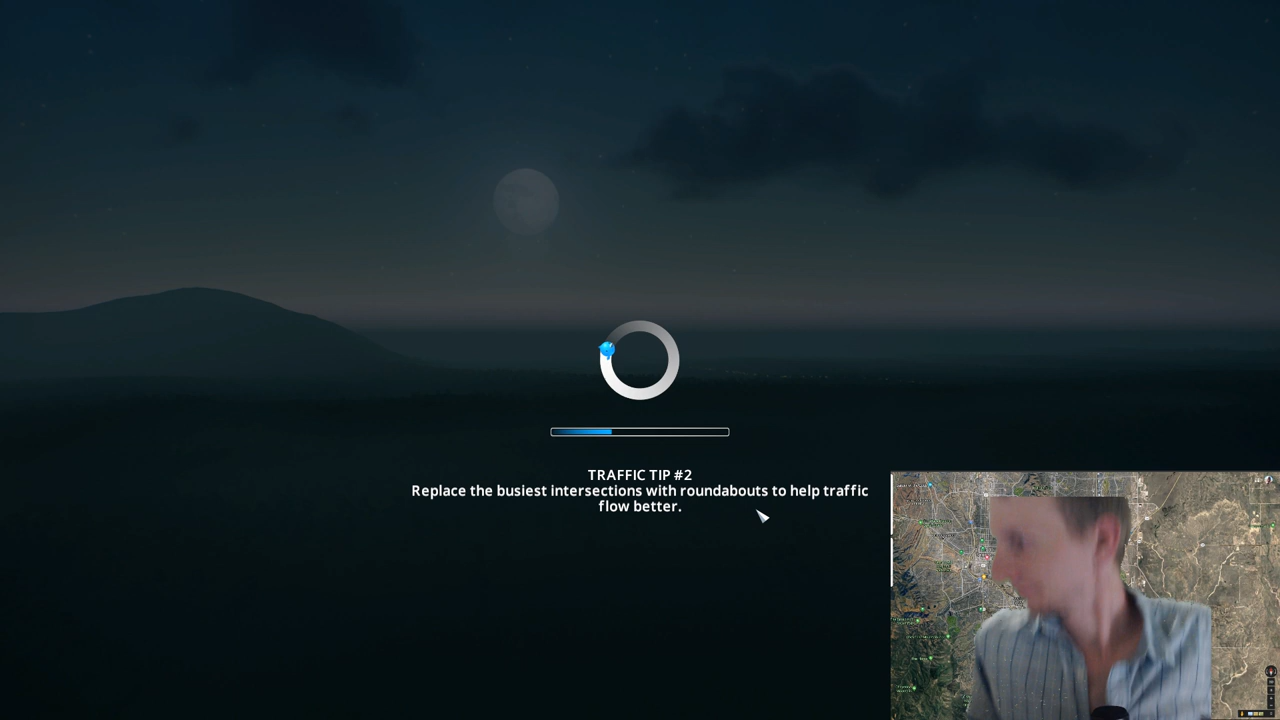 TRAFFIC TIP #2
Replace the busiest intersections with roundabouts to help traffic
flow better.